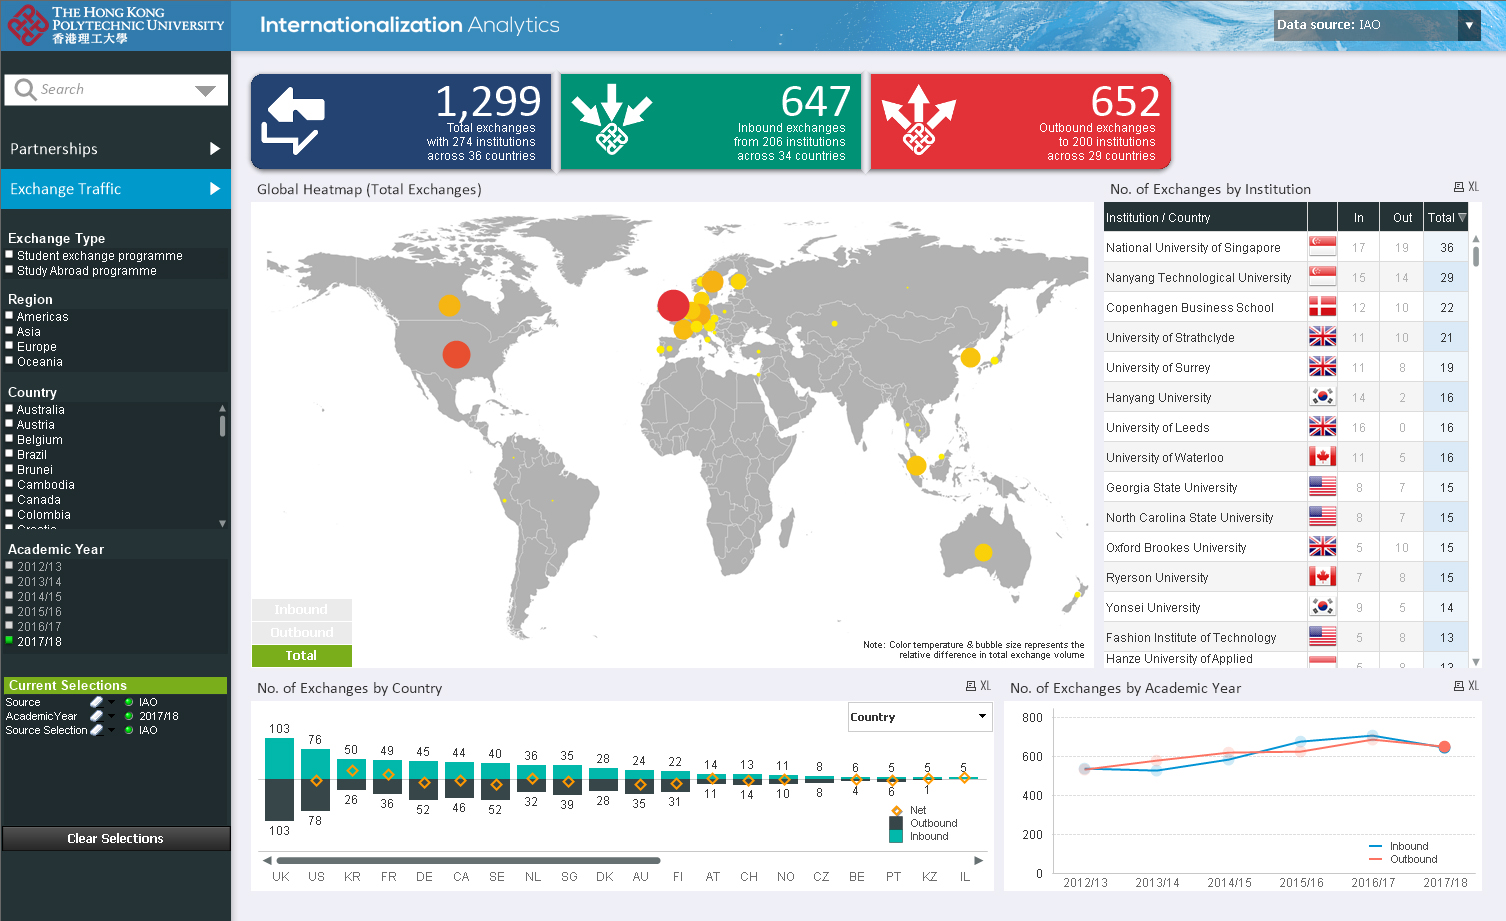 THE HONG KONG
POLYTECHNIC UNIVERSITY
香港理工大學
Internationalization Analytics
Data source: IAO
Search
Partnerships
Exchange Traffic
Exchange Type
Student exchange programme
Study Abroad programme
Region
Americas
Asia
Europe
Oceania
Country
Australia
Austria
Belgium
Brazil
Brunei
Cambodia
Canada
Colombia
Croatia
Academic Year
2012/13
2013/14
2014/15
2015/16
2016/17
2017/18
Current Selections
Source IAO
AcademicYear 2017/18
Source Selection IAO
Clear Selections
1,299
Total exchanges
with 274 institutions
across 36 countries
647
Inbound exchanges
from 206 institutions
across 34 countries
652
Outbound exchanges
to 200 institutions
across 29 countries
Global Heatmap (Total Exchanges)
Inbound
Outbound
Total
Note: Color temperature & bubble size represents the
relative difference in total exchange volume
No. of Exchanges by Institution
XL
Institution / Country In Out Total
National University of Singapore 17 19 36
Nanyang Technological University 15 14 29
Copenhagen Business School 12 10 22
University of Strathclyde 11 10 21
University of Surrey 11 8 19
Hanyang University 14 2 16
University of Leeds 16 0 16
University of Waterloo 11 5 16
Georgia State University 8 7 15
North Carolina State University 8 7 15
Oxford Brookes University 5 10 15
Ryerson University 7 8 15
Yonsei University 9 5 14
Fashion Institute of Technology 5 8 13
Hanze University of Applied 5 8 13
No. of Exchanges by Country
XL
Country
103 76 50 49 45 44 40 36 35 28 24 22 14 13 11 8 6 5 5 5
103 78 26 36 52 46 52 32 39 28 35 31 11 14 10 8 4 6 1
Net
Outbound
Inbound
UK US KR FR DE CA SE NL SG DK AU FI AT CH NO CZ BE PT KZ IL
No. of Exchanges by Academic Year
XL
800
600
400
200
0
Inbound
Outbound
2012/13 2013/14 2014/15 2015/16 2016/17 2017/18